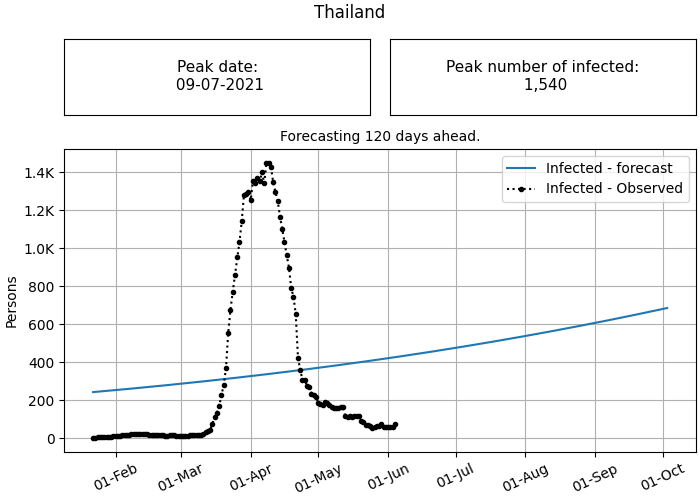 Thailand
Peak date:
09-07-2021
Peak number of infected:
1,540
Forecasting 120 days ahead.
Infected - forecast
Infected - Observed
1.4K
1.2K
1.0K
800
600
400
200
0
Persons
01-Feb
01-Mar
01-Apr
01-May
01-Jun
01-Jul
01-Aug
01-Sep
01-Oct